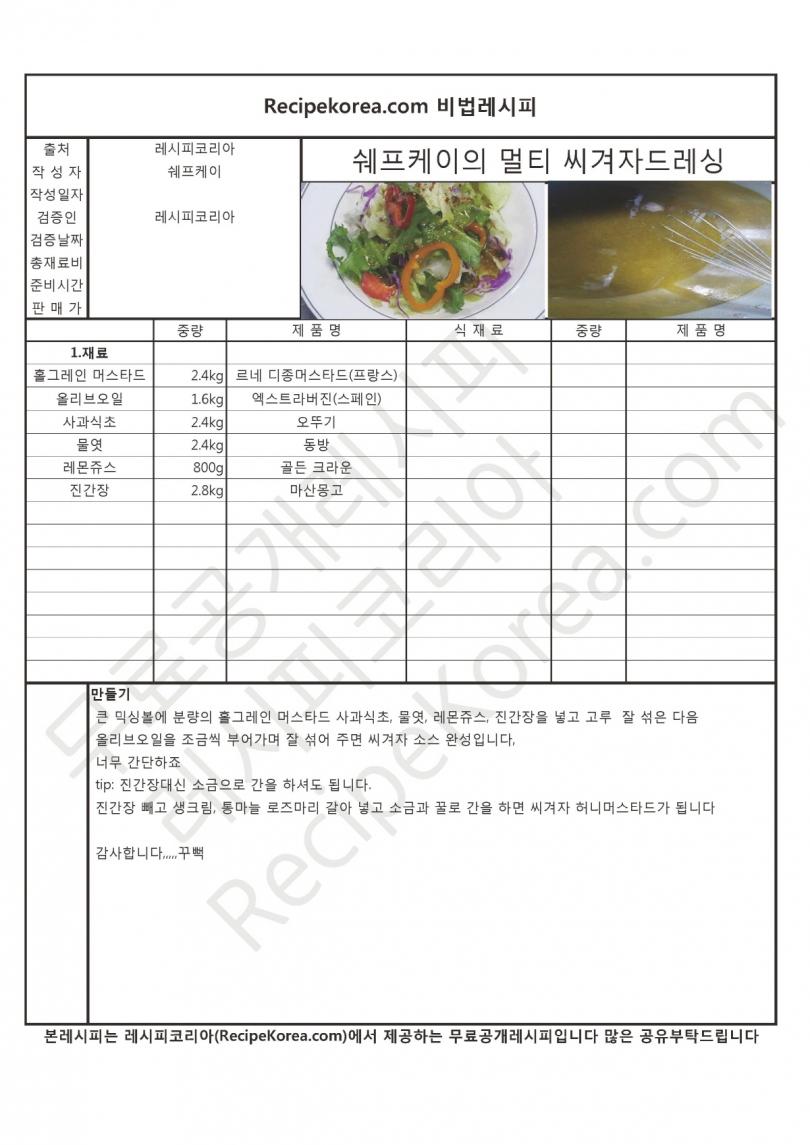 Recipekorea.com 비법레시피
출처 레시피코리아
작 성 자 쉐프케이
작성일자
검증인 레시피코리아
검증날짜
총재료비
준비시간
판 매 가
쉐프케이의 멀티 씨겨자드레싱
중량 제 품 명 식 재 료 중량 제 품 명
1.재료
홀그레인 머스타드 2.4kg 르네 디종머스타드(프랑스)
올리브오일 1.6kg 엑스트라버진(스페인)
사과식초 2.4kg 오뚜기
물엿 2.4kg 동방
레몬쥬스 800g 골든 크라운
진간장 2.8kg 마산몽고
만들기
큰 믹싱볼에 분량의 홀그레인 머스타드 사과식초, 물엿, 레몬쥬스, 진간장을 넣고 고루 잘 섞은 다음
올리브오일을 조금씩 부어가며 잘 섞어 주면 씨겨자 소스 완성입니다,
너무 간단하죠
tip: 진간장대신 소금으로 간을 하셔도 됩니다.
진간장 빼고 생크림, 통마늘 로즈마리 갈아 넣고 소금과 꿀로 간을 하면 씨겨자 허니머스타드가 됩니다
감사합니다,,,,,꾸뻑
무료공개레시피
레시피코리아
RecipeKorea.com
본레시피는 레시피코리아(RecipeKorea.com)에서 제공하는 무료공개레시피입니다 많은 공유부탁드립니다